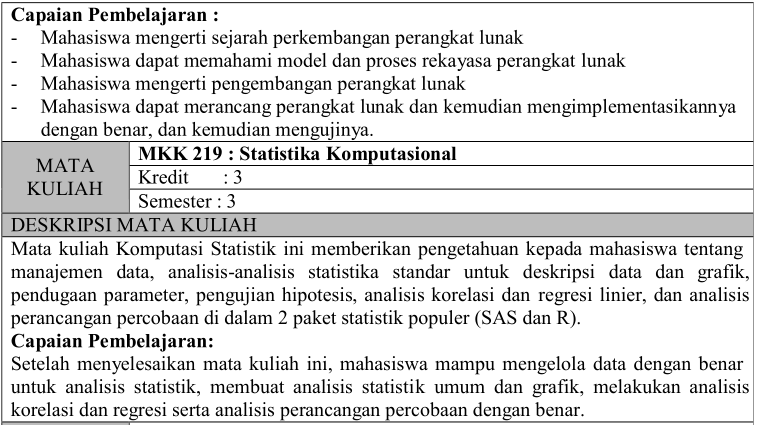 Capaian Pembelajaran :
- Mahasiswa mengerti sejarah perkembangan perangkat lunak
- Mahasiswa dapat memahami model dan proses rekayasa perangkat lunak
- Mahasiswa mengerti pengembangan perangkat lunak
- Mahasiswa dapat merancang perangkat lunak dan kemudian mengimplementasikannya
dengan benar, dan kemudian mengujinya.
MATA
KULIAH
MKK 219 : Statistika Komputasional
Kredit : 3
Semester : 3
DESKRIPSI MATA KULIAH
Mata kuliah Komputasi Statistik ini memberikan pengetahuan kepada mahasiswa tentang
manajemen data, analisis-analisis statistika standar untuk deskripsi data dan grafik,
pendugaan parameter, pengujian hipotesis, analisis korelasi dan regresi linier, dan analisis
perancangan percobaan di dalam 2 paket statistik populer (SAS dan R).
Capaian Pembelajaran:
Setelah menyelesaikan mata kuliah ini, mahasiswa mampu mengelola data dengan benar
untuk analisis statistik, membuat analisis statistik umum dan grafik, melakukan analisis
korelasi dan regresi serta analisis perancangan percobaan dengan benar.